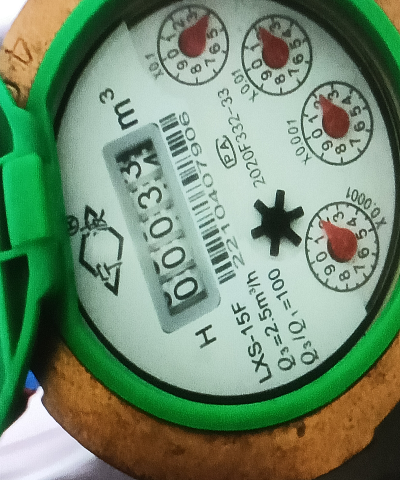 m³
00033
2210407906
H
PA
2020F332-33
LXS-15F
Q₃=2.5m³/h
Q₃/Q₁=100
X0.1
X0.01
X0.001
X0.0001